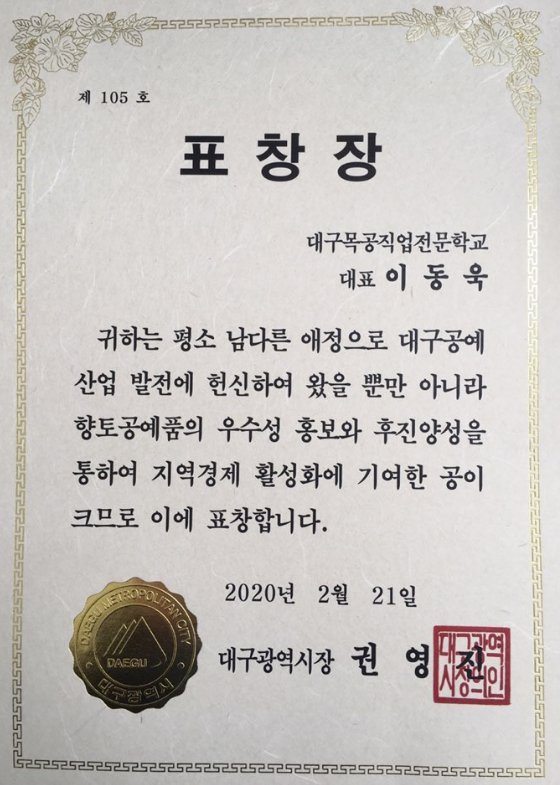 제 105 호
표 창 장
대구목공직업전문학교
대표 이 동 욱
귀하는 평소 남다른 애정으로 대구공예
산업 발전에 헌신하여 왔을 뿐만 아니라
향토공예품의 우수성 홍보와 후진양성을
통하여 지역경제 활성화에 기여한 공이
크므로 이에 표창합니다.
2020년 2월 21일
DAEGU METROPOLITAN CITY
DAEGU
대구광역시
대구광역시장 권 영 진
대구광역
시장의인